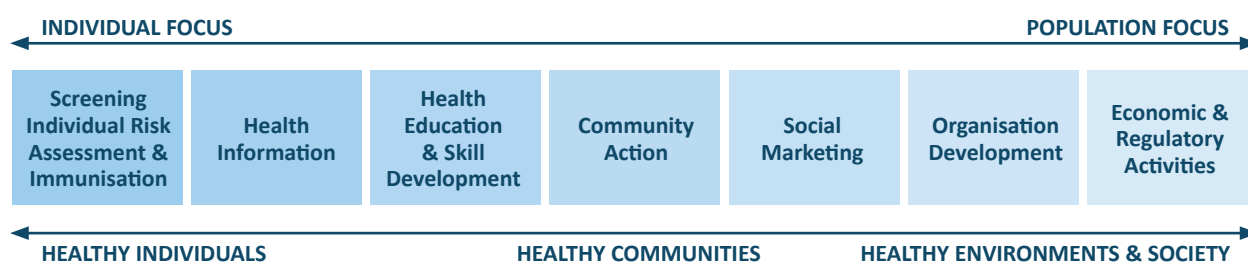 INDIVIDUAL FOCUS
POPULATION FOCUS
Screening
Individual Risk
Assessment &
Immunisation
Health
Information
Health
Education
& Skill
Development
Community
Action
Social
Marketing
Organisation
Development
Economic &
Regulatory
Activities
HEALTHY INDIVIDUALS
HEALTHY COMMUNITIES
HEALTHY ENVIRONMENTS & SOCIETY